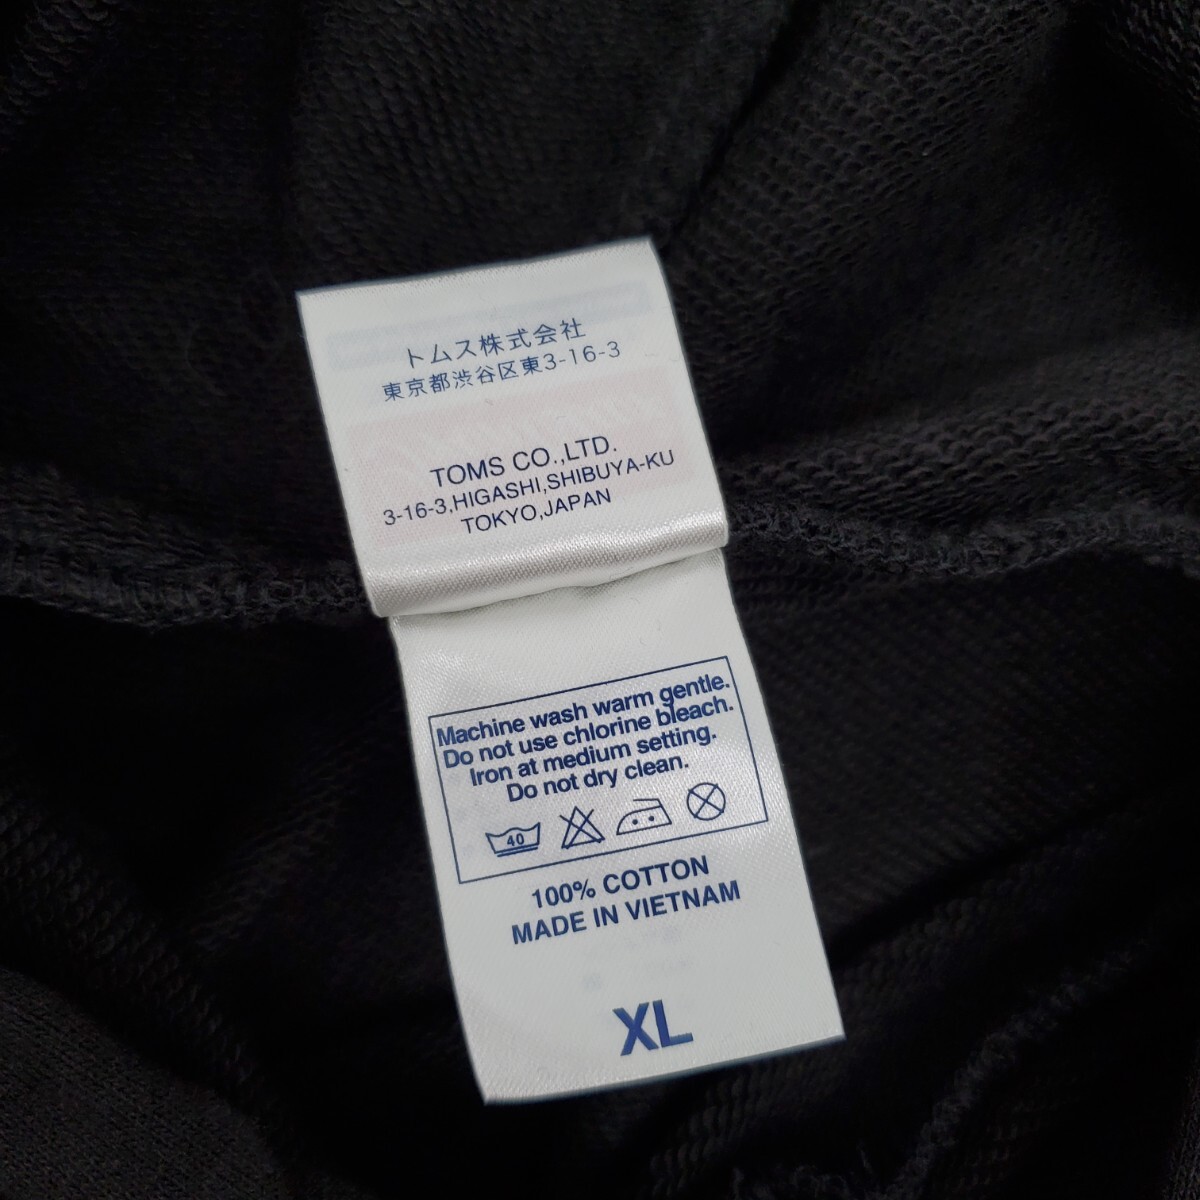 トムス株式会社
東京都渋谷区東3-16-3
TOMS CO.,LTD.
3-16-3,HIGASHI,SHIBUYA-KU
TOKYO,JAPAN
Machine wash warm gentle.
Do not use chlorine bleach.
Iron at medium setting.
Do not dry clean.
40
100% COTTON
MADE IN VIETNAM
XL